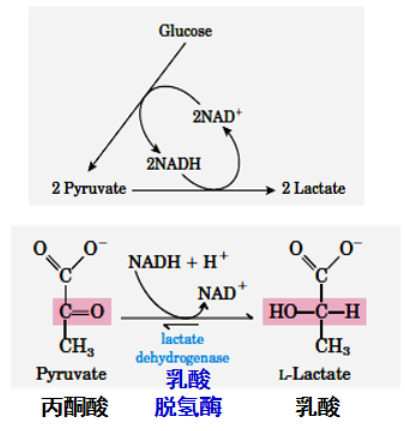 Glucose
2NAD⁺
2NADH
2 Pyruvate
2 Lactate
O O⁻
C
C=O
CH₃
Pyruvate
丙酮酸
NADH + H⁺
NAD⁺
lactate
dehydrogenase
乳酸
脱氢酶
O O⁻
C
HO—C—H
CH₃
L-Lactate
乳酸